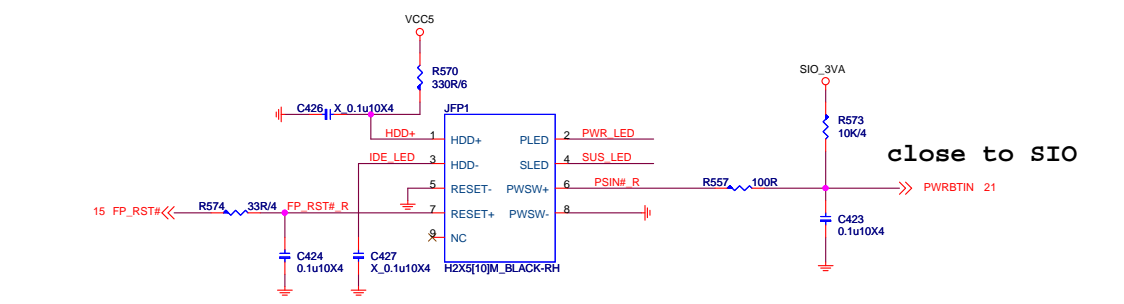 VCC5
R570
330R/6
SIO_3VA
C426 X_0.1u10X4
JFP1
R573
10K/4
HDD+ 1 HDD+ PLED 2 PWR_LED
close to SIO
IDE_LED 3 HDD- SLED 4 SUS_LED
5 RESET- PWSW+ 6 PSIN#_R R557 100R PWRBTIN 21
15 FP_RST# R574 33R/4 FP_RST#_R 7 RESET+ PWSW- 8
C423
0.1u10X4
9 NC
C424
0.1u10X4
C427
X_0.1u10X4
H2X5[10]M_BLACK-RH